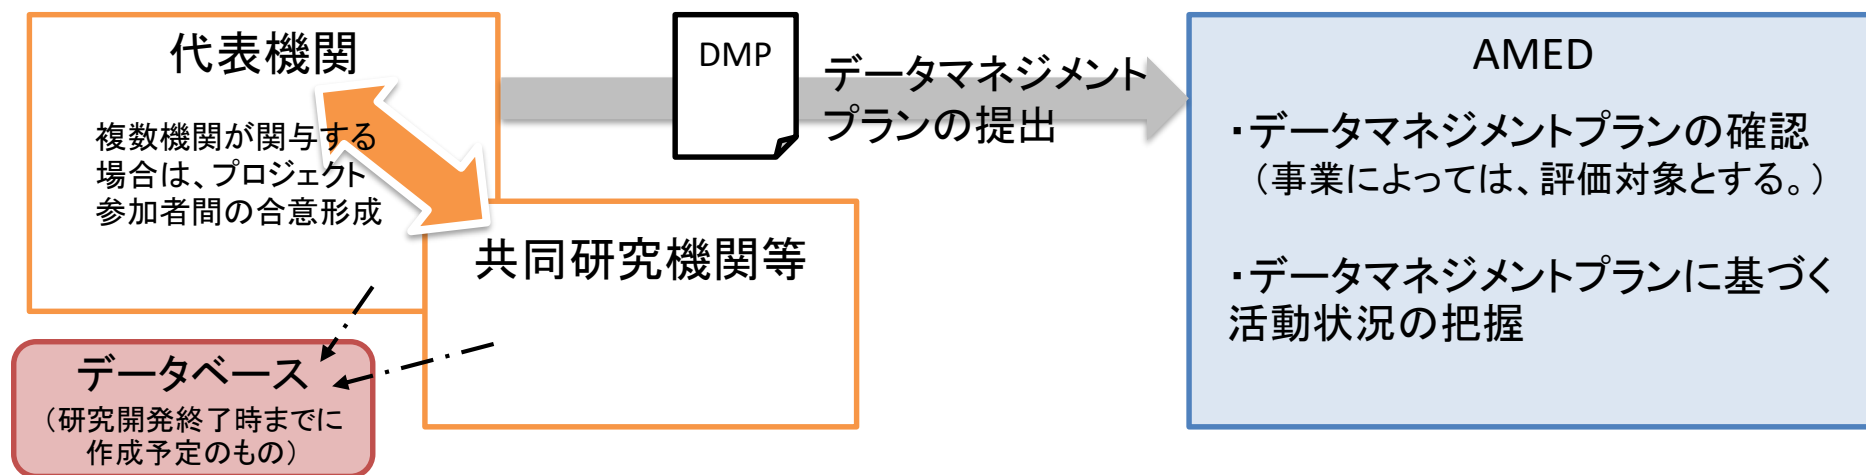 代表機関
複数機関が関与する
場合は、プロジェクト
参加者間の合意形成
共同研究機関等
データベース
（研究開発終了時までに
作成予定のもの）
DMP
データマネジメント
プランの提出
AMED
・データマネジメントプランの確認
（事業によっては、評価対象とする。）
・データマネジメントプランに基づく
活動状況の把握